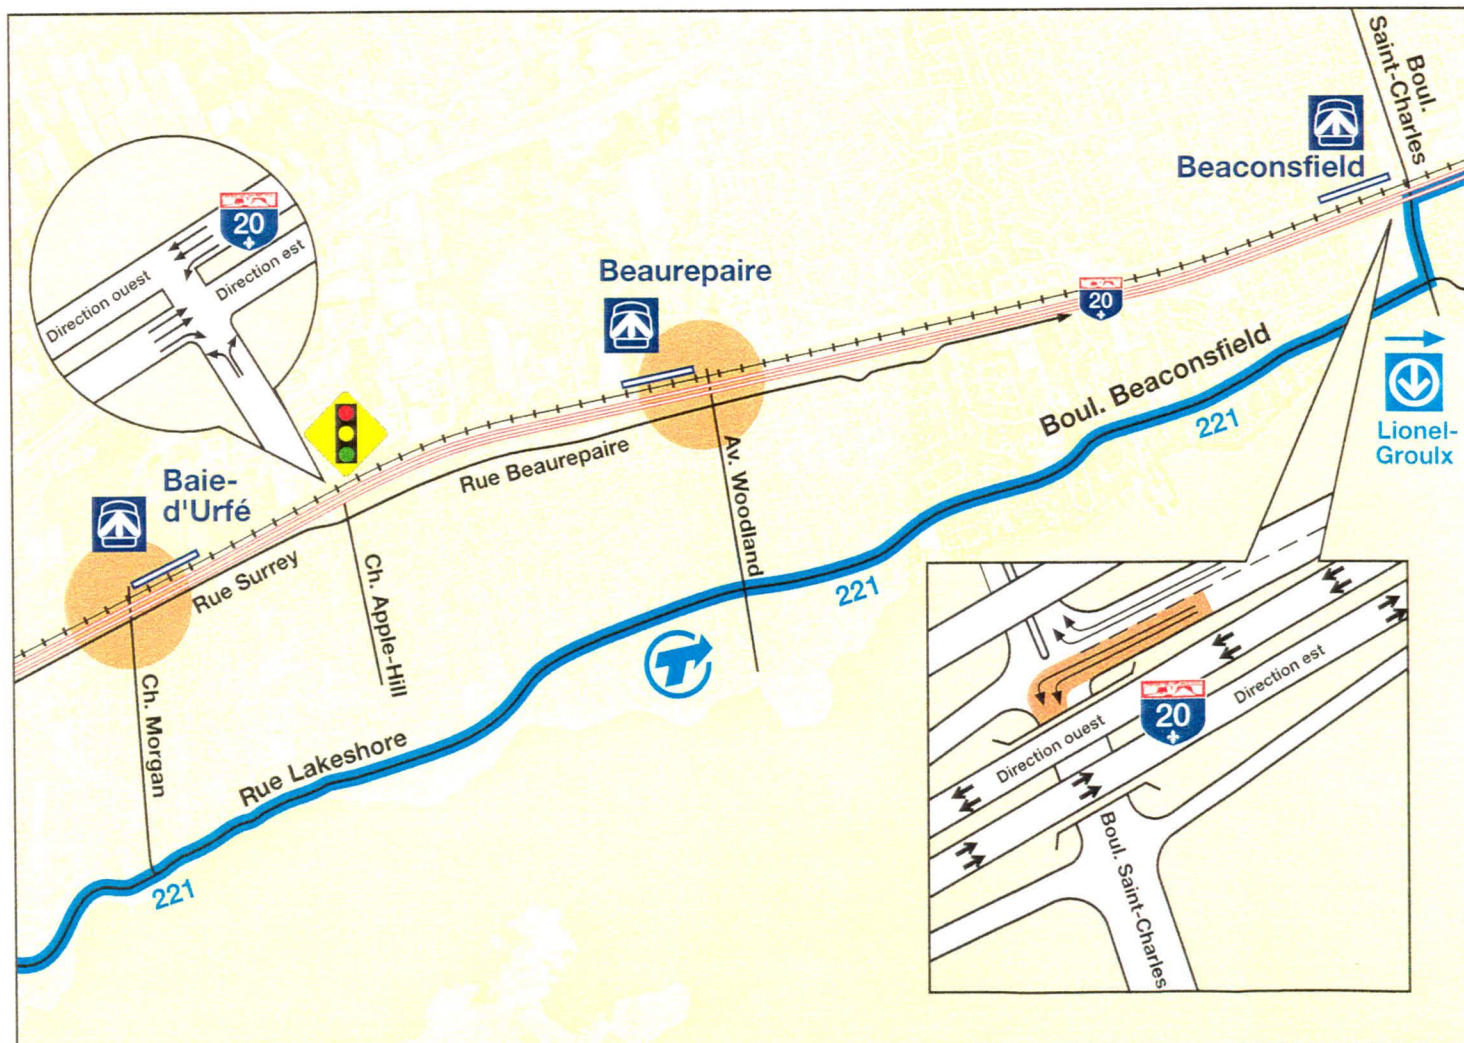 Boul.
Saint-Charles
Beaconsfield
20
Direction ouest
Direction est
Beaurepaire
20
Boul. Beaconsfield
221
Lionel-
Groulx
Rue Beaurepaire
Av. Woodland
Baie-
d'Urfé
Rue Surrey
Ch. Apple-Hill
221
T
Ch. Morgan
Rue Lakeshore
221
Direction est
20
Direction ouest
Boul. Saint-Charles